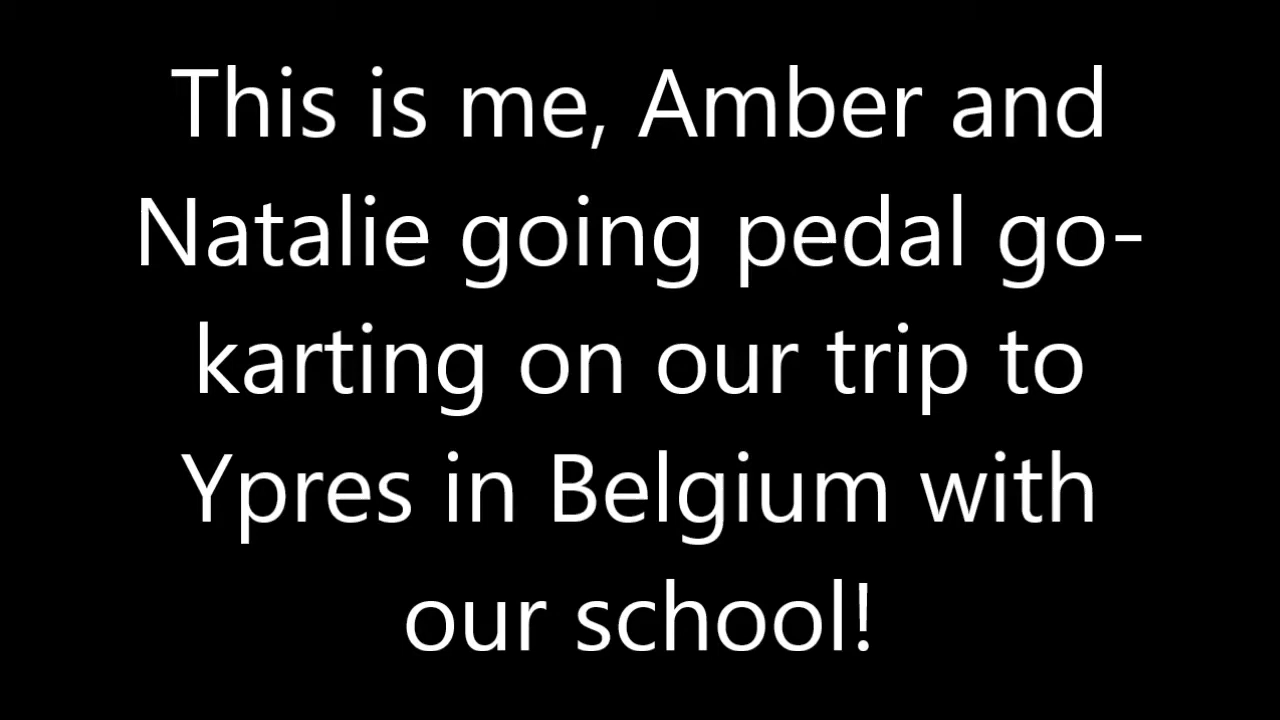 This is me, Amber and
Natalie going pedal go-
karting on our trip to
Ypres in Belgium with
our school!